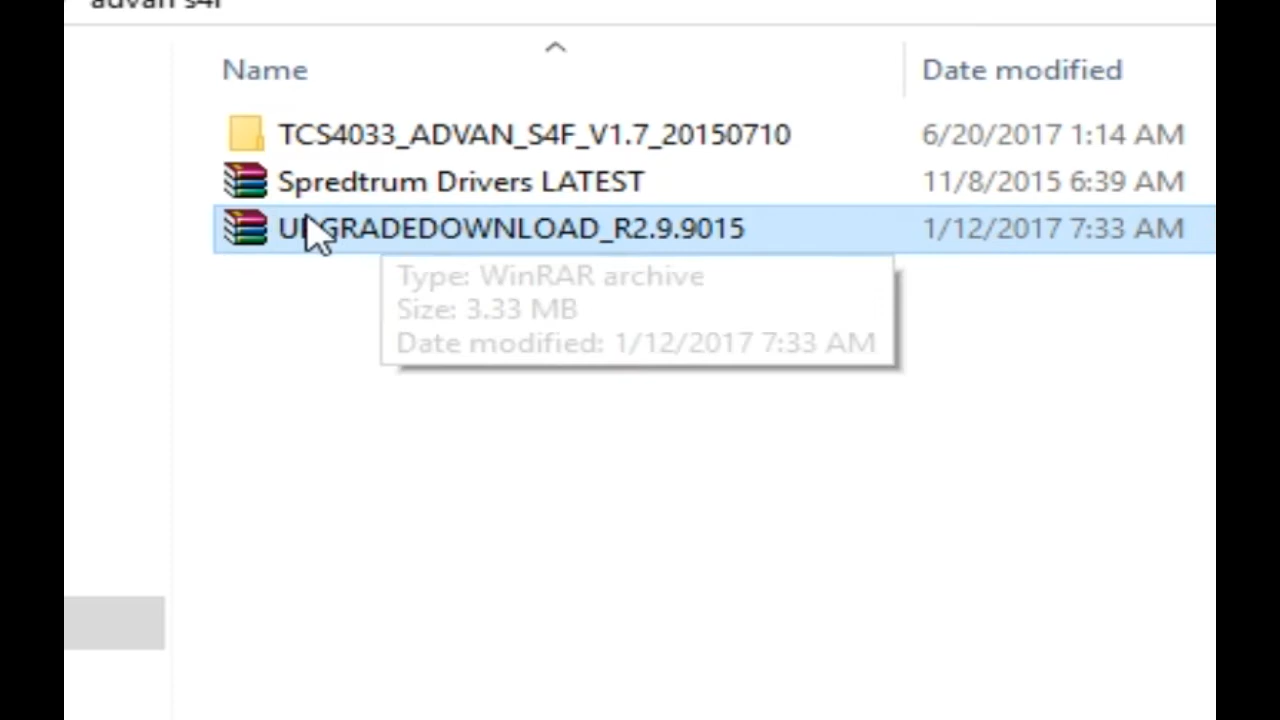 advan s4f
Name Date modified
TCS4033_ADVAN_S4F_V1.7_20150710 6/20/2017 1:14 AM
Spredtrum Drivers LATEST 11/8/2015 6:39 AM
UPGRADEDOWNLOAD_R2.9.9015 1/12/2017 7:33 AM
Type: WinRAR archive
Size: 3.33 MB
Date modified: 1/12/2017 7:33 AM